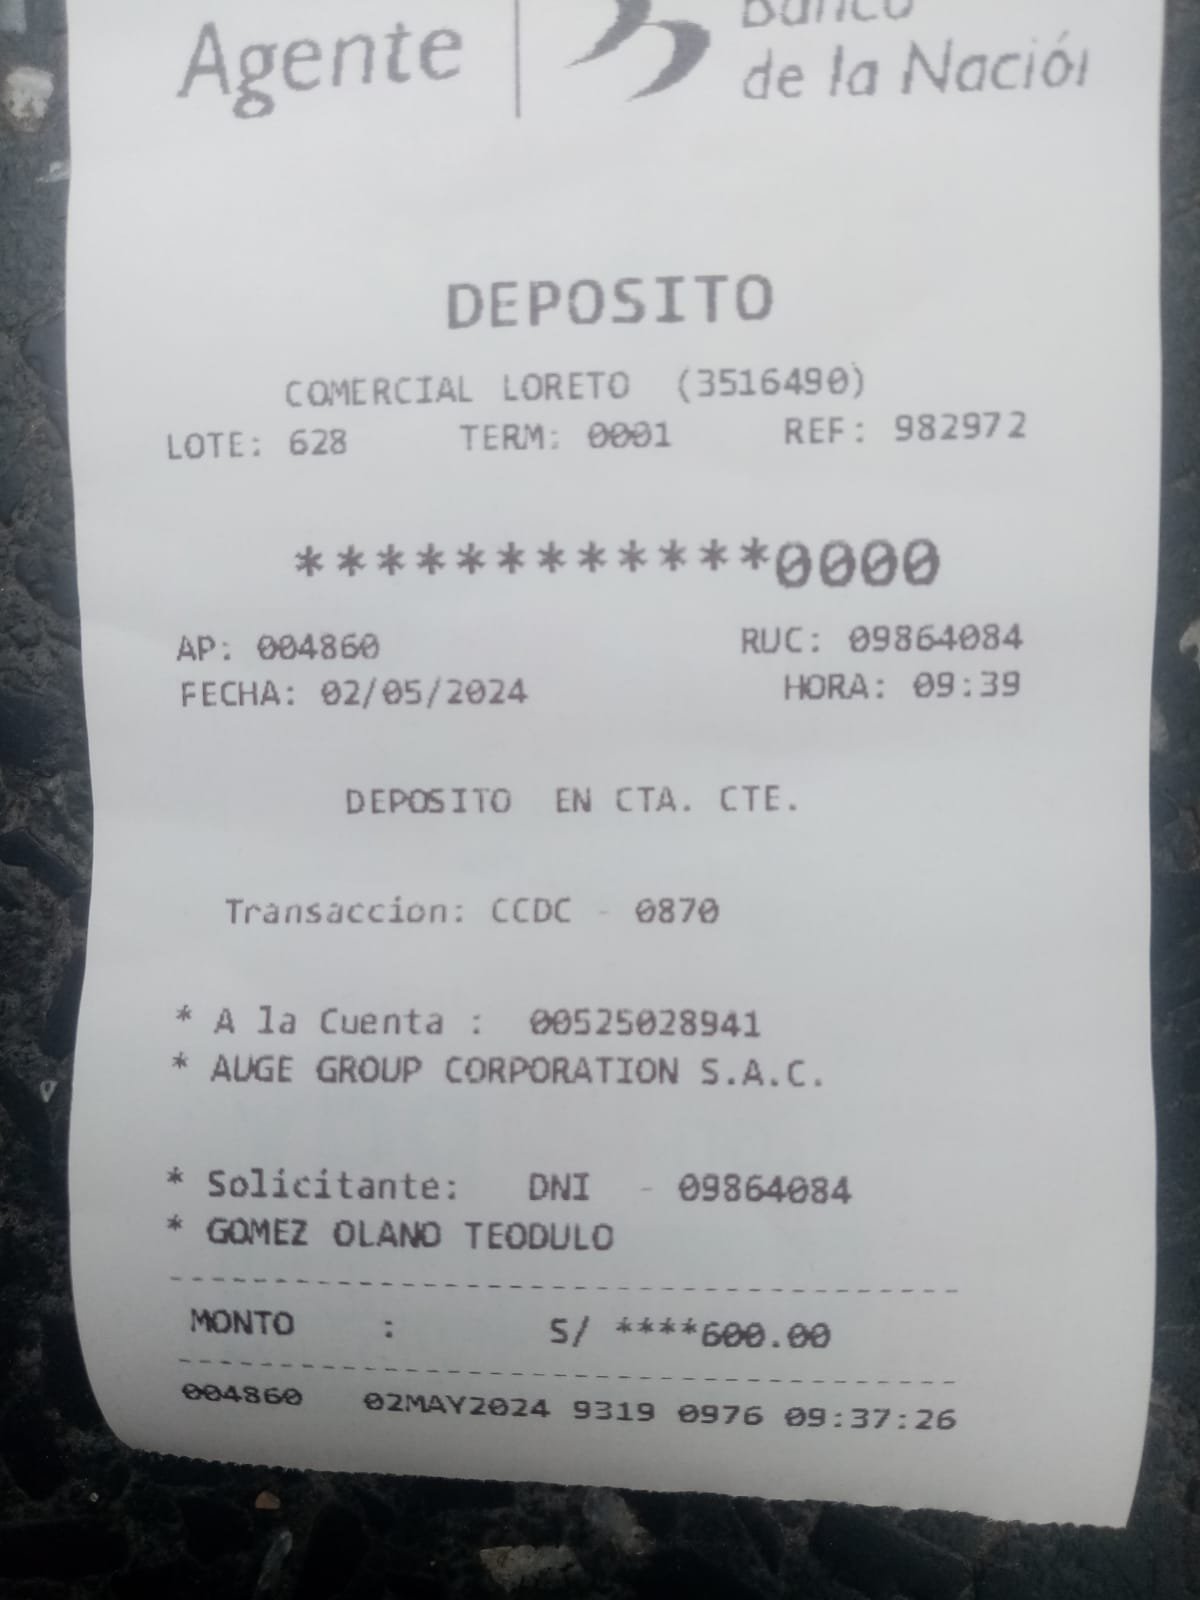 Agente
Banco
de la Nación
DEPOSITO
COMERCIAL LORETO (3516490)
LOTE: 628 TERM: 0001 REF: 982972
************0000
AP: 004860 RUC: 09864084
FECHA: 02/05/2024 HORA: 09:39
DEPOSITO EN CTA. CTE.
Transaccion: CCDC - 0870
* A la Cuenta : 00525028941
* AUGE GROUP CORPORATION S.A.C.
* Solicitante: DNI - 09864084
* GOMEZ OLANO TEODULO
MONTO : S/ ****600.00
004860 02MAY2024 9319 0976 09:37:26